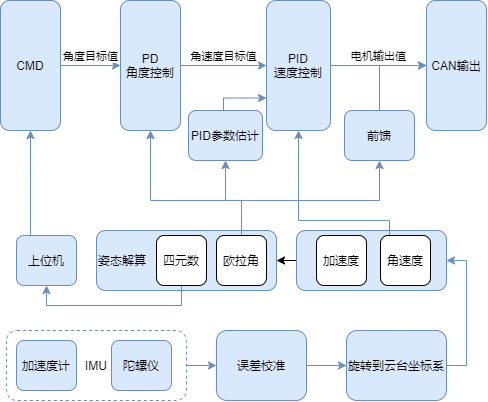 CMD
角度目标值
PD
角度控制
角速度目标值
PID
速度控制
电机输出值
CAN输出
PID参数估计
前馈
上位机
姿态解算
四元数
欧拉角
加速度
角速度
加速度计
IMU
陀螺仪
误差校准
旋转到云台坐标系